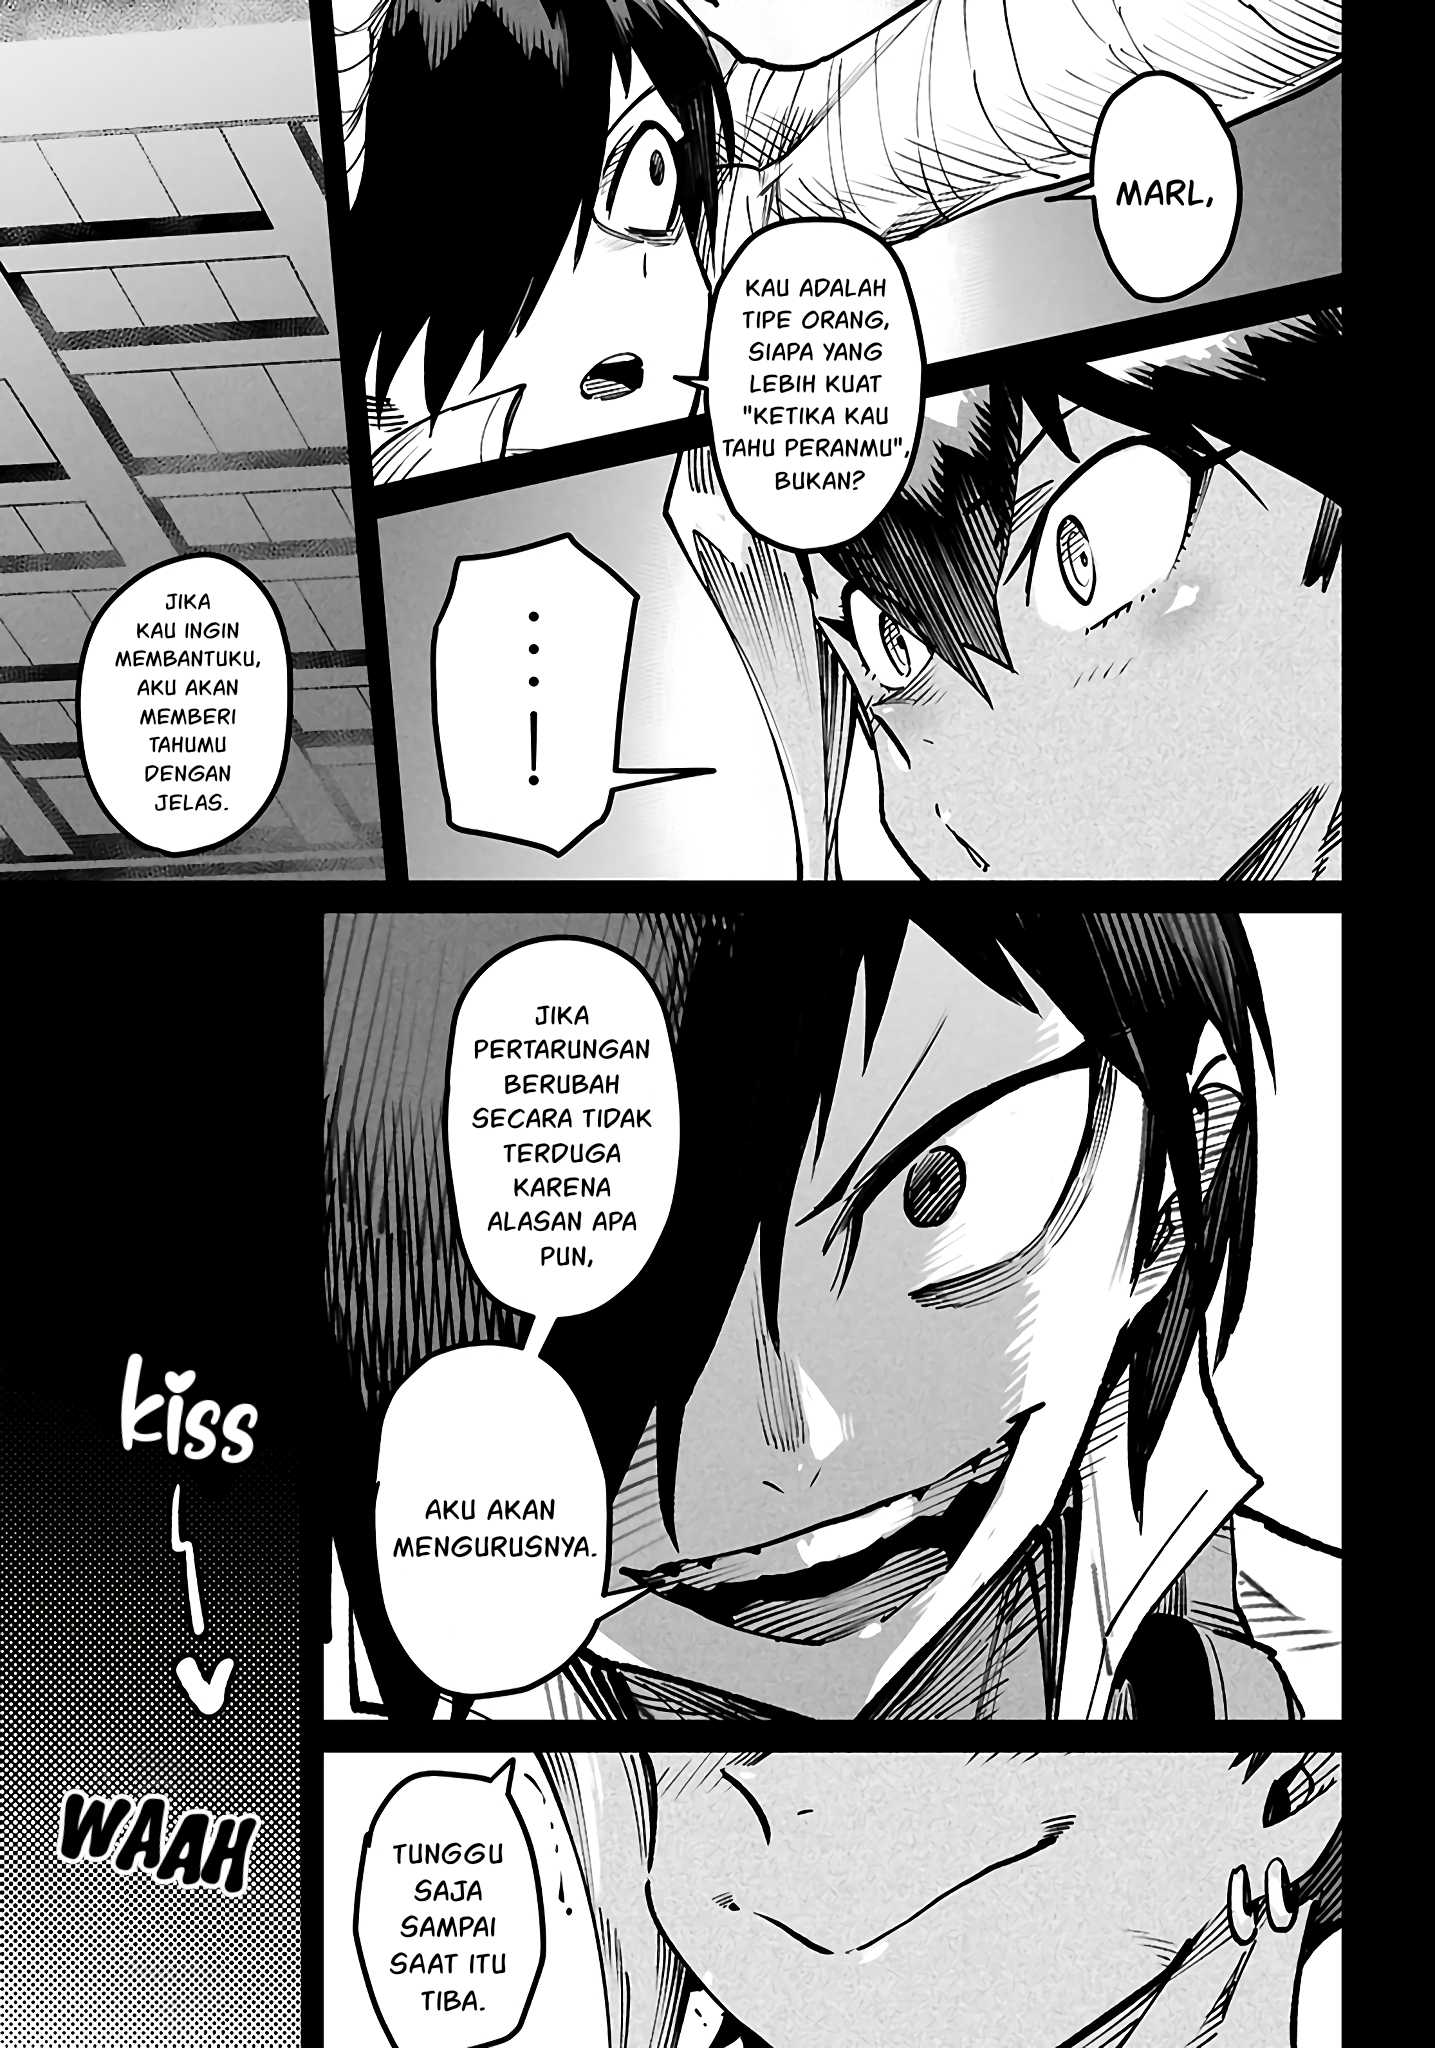 MARL,
KAU ADALAH
TIPE ORANG,
SIAPA YANG
LEBIH KUAT
"KETIKA KAU
TAHU PERANMU",
BUKAN?
...!
JIKA
KAU INGIN
MEMBANTUKU,
AKU AKAN
MEMBERI
TAHUMU
DENGAN
JELAS.
JIKA
PERTARUNGAN
BERUBAH
SECARA TIDAK
TERDUGA
KARENA
ALASAN APA
PUN,
AKU AKAN
MENGURUSNYA.
kiss
WAAH
TUNGGU
SAJA
SAMPAI
SAAT ITU
TIBA.